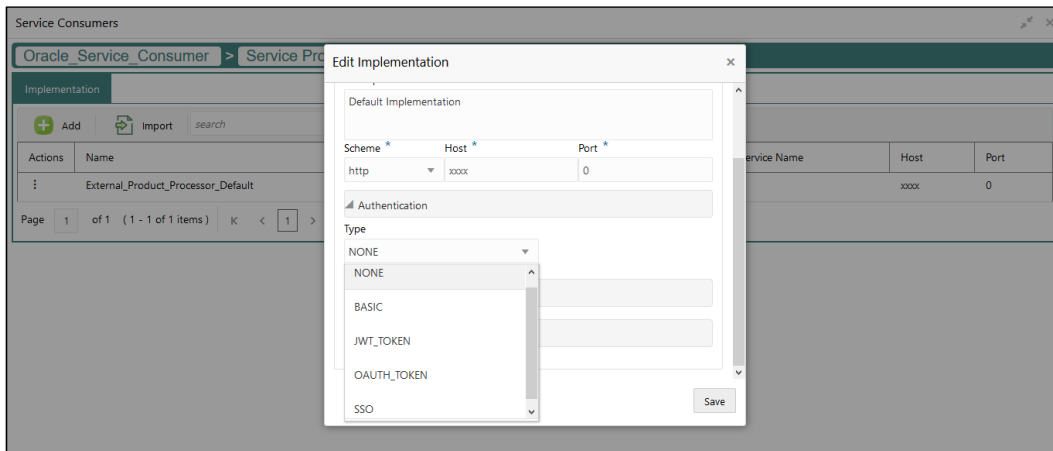 Service Consumers
Oracle_Service_Consumer > Service Pro
Implementation
Add Import search
Actions Name ervice Name Host Port
External_Product_Processor_Default xxxx 0
Page 1 of 1 (1 - 1 of 1 items) K < 1 >
Edit Implementation ×
Default Implementation
Scheme * Host * Port *
http xxxx 0
Authentication
Type
NONE
NONE
BASIC
JWT_TOKEN
OAUTH_TOKEN
SSO
Save